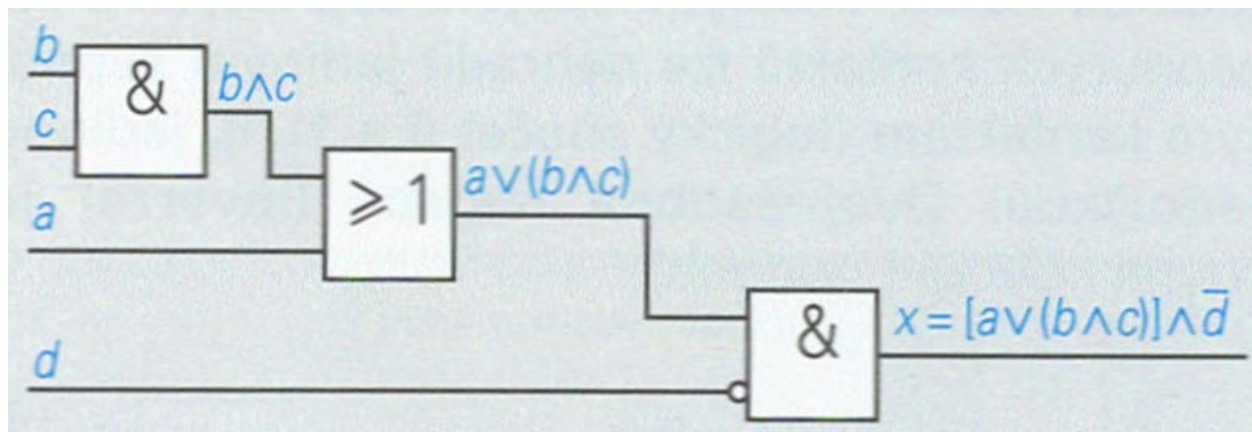 b
&
b∧c
c
⩾ 1
a∨(b∧c)
a
&
x = [a∨(b∧c)]∧d̅
d